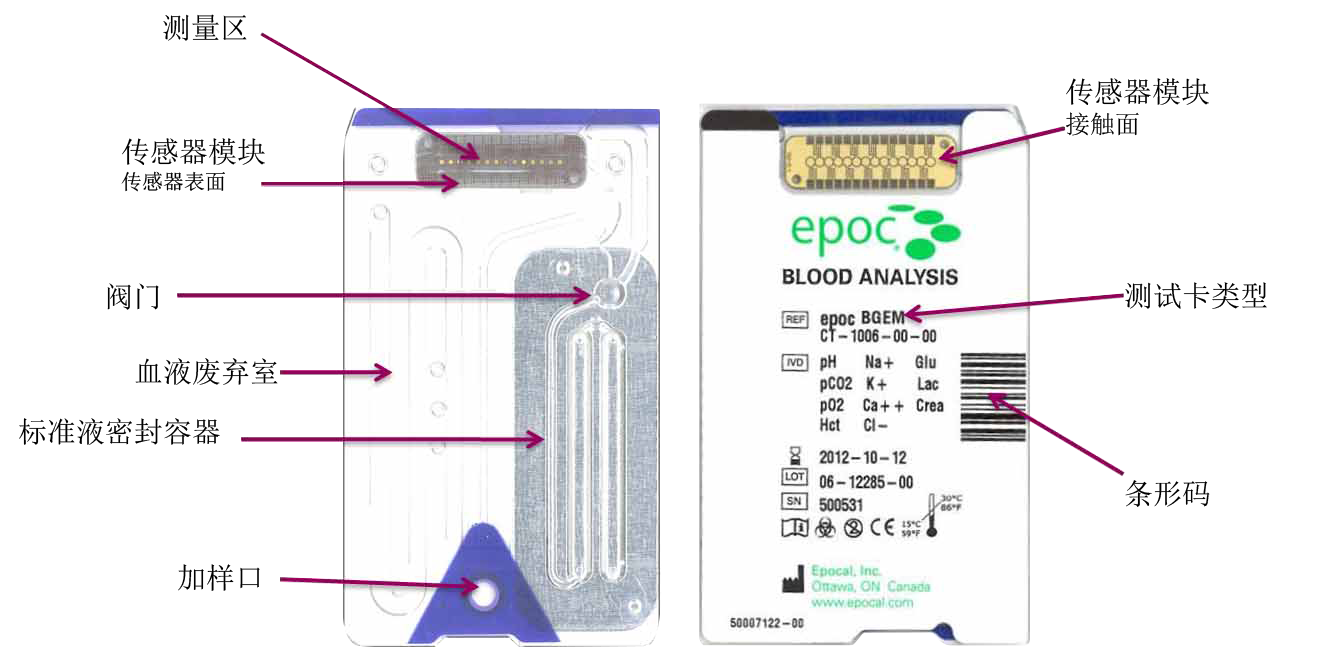 测量区
传感器模块
传感器表面
阀门
血液废弃室
标准液密封容器
加样口
传感器模块
接触面
测试卡类型
条形码
epoc
BLOOD ANALYSIS
REF epoc BGEM
CT-1006-00-00
IVD pH Na+ Glu
pCO2 K+ Lac
pO2 Ca++ Crea
Hct Cl-
2012-10-12
LOT 06-12285-00
SN 500531
CE 15°C 59°F 30°C 86°F
Epocal, Inc.
Ottawa, ON Canada
www.epocal.com
50007122-00